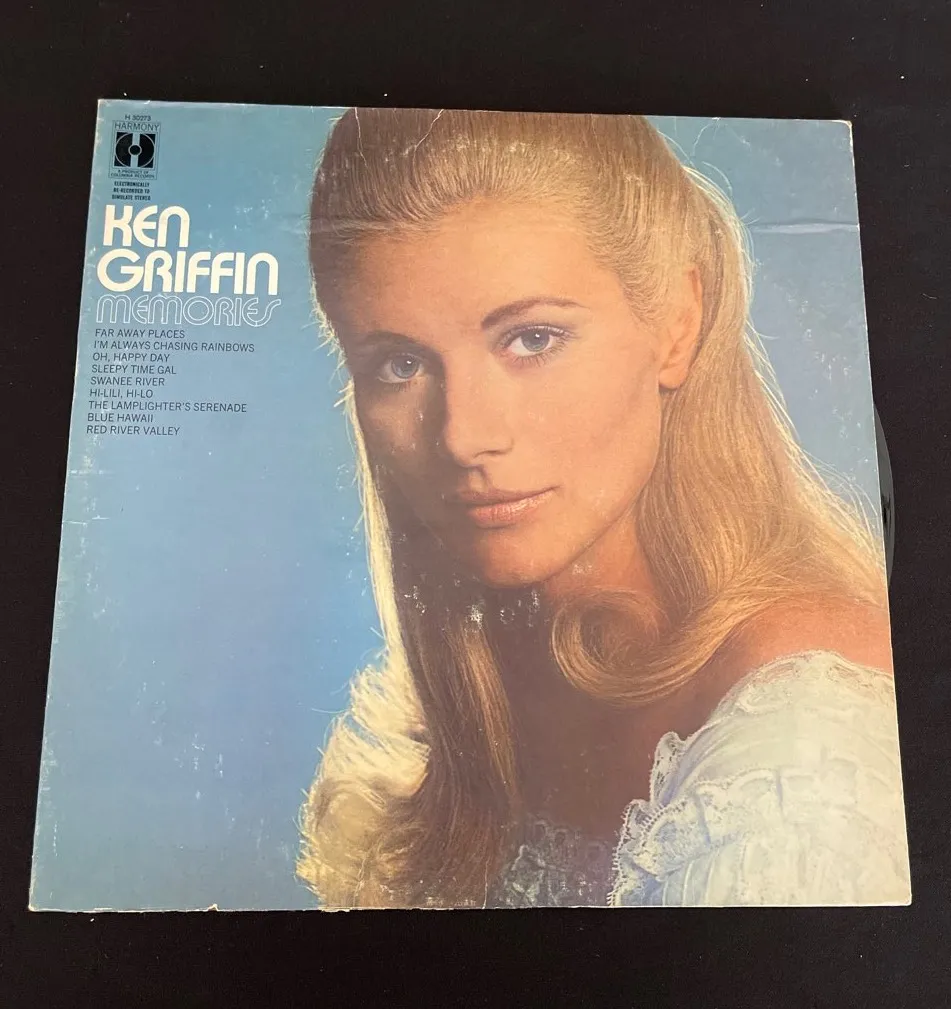 H 30273
HARMONY
A PRODUCT OF
COLUMBIA RECORDS
ELECTRONICALLY
RE-RECORDED TO
SIMULATE STEREO
KEN
GRIFFIN
MEMORIES
FAR AWAY PLACES
I'M ALWAYS CHASING RAINBOWS
OH, HAPPY DAY
SLEEPY TIME GAL
SWANEE RIVER
HI-LILI, HI-LO
THE LAMPLIGHTER'S SERENADE
BLUE HAWAII
RED RIVER VALLEY